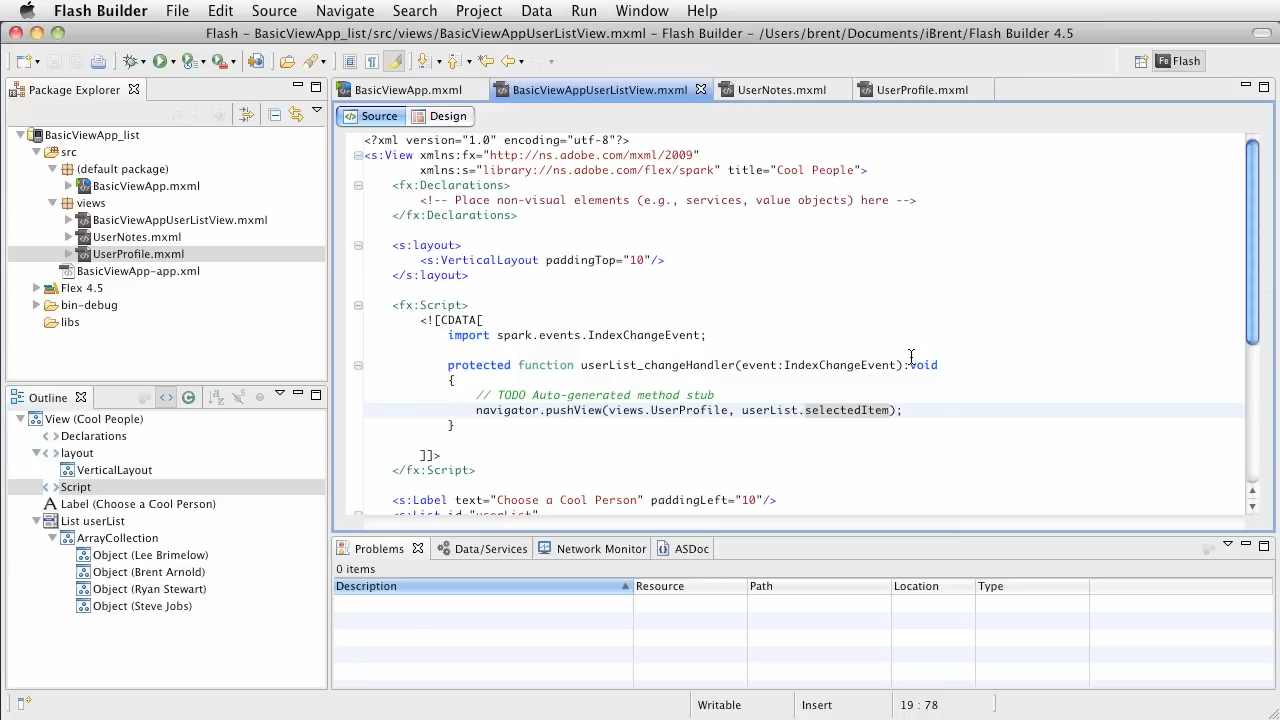 Flash Builder File Edit Source Navigate Search Project Data Run Window Help
Flash – BasicViewApp_list/src/views/BasicViewAppUserListView.mxml – Flash Builder – /Users/brent/Documents/iBrent/Flash Builder 4.5
Fb Flash
Package Explorer
BasicViewApp_list
src
(default package)
BasicViewApp.mxml
views
BasicViewAppUserListView.mxml
UserNotes.mxml
UserProfile.mxml
BasicViewApp-app.xml
Flex 4.5
bin-debug
libs
Outline
View (Cool People)
Declarations
layout
VerticalLayout
Script
Label (Choose a Cool Person)
List userList
ArrayCollection
Object (Lee Brimelow)
Object (Brent Arnold)
Object (Ryan Stewart)
Object (Steve Jobs)
BasicViewApp.mxml BasicViewAppUserListView.mxml UserNotes.mxml UserProfile.mxml
Source Design
<?xml version="1.0" encoding="utf-8"?>
<s:View xmlns:fx="http://ns.adobe.com/mxml/2009"
xmlns:s="library://ns.adobe.com/flex/spark" title="Cool People">
<fx:Declarations>
<!-- Place non-visual elements (e.g., services, value objects) here -->
</fx:Declarations>
<s:layout>
<s:VerticalLayout paddingTop="10"/>
</s:layout>
<fx:Script>
<![CDATA[
import spark.events.IndexChangeEvent;
protected function userList_changeHandler(event:IndexChangeEvent):void
{
// TODO Auto-generated method stub
navigator.pushView(views.UserProfile, userList.selectedItem);
}
]]>
</fx:Script>
<s:Label text="Choose a Cool Person" paddingLeft="10"/>
<s:List id="userList"
Problems Data/Services Network Monitor ASDoc
0 items
Description Resource Path Location Type
Writable Insert 19 : 78